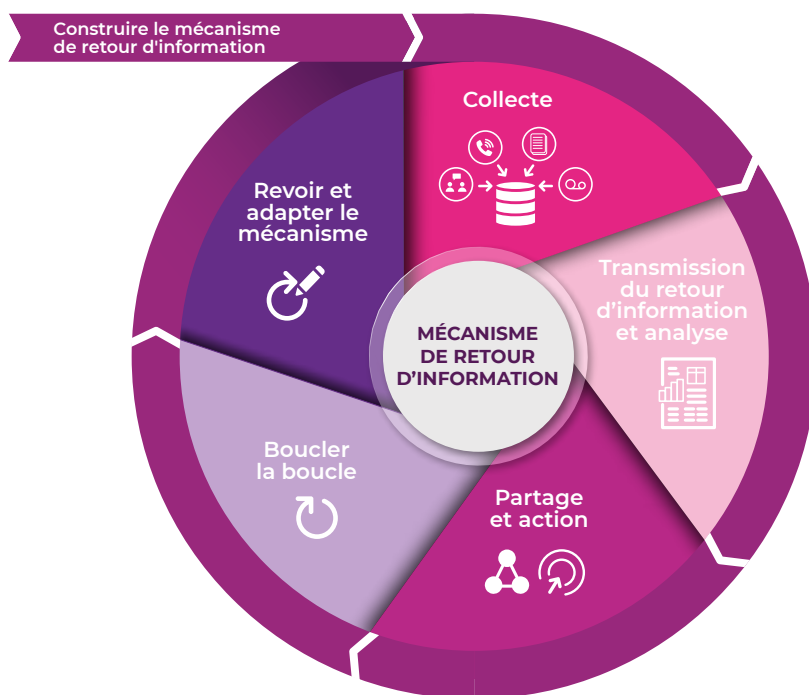 Construire le mécanisme
de retour d'information
Collecte
Transmission
du retour
d’information
et analyse
Partage
et action
Boucler
la boucle
Revoir et
adapter le
mécanisme
MÉCANISME
DE RETOUR
D’INFORMATION